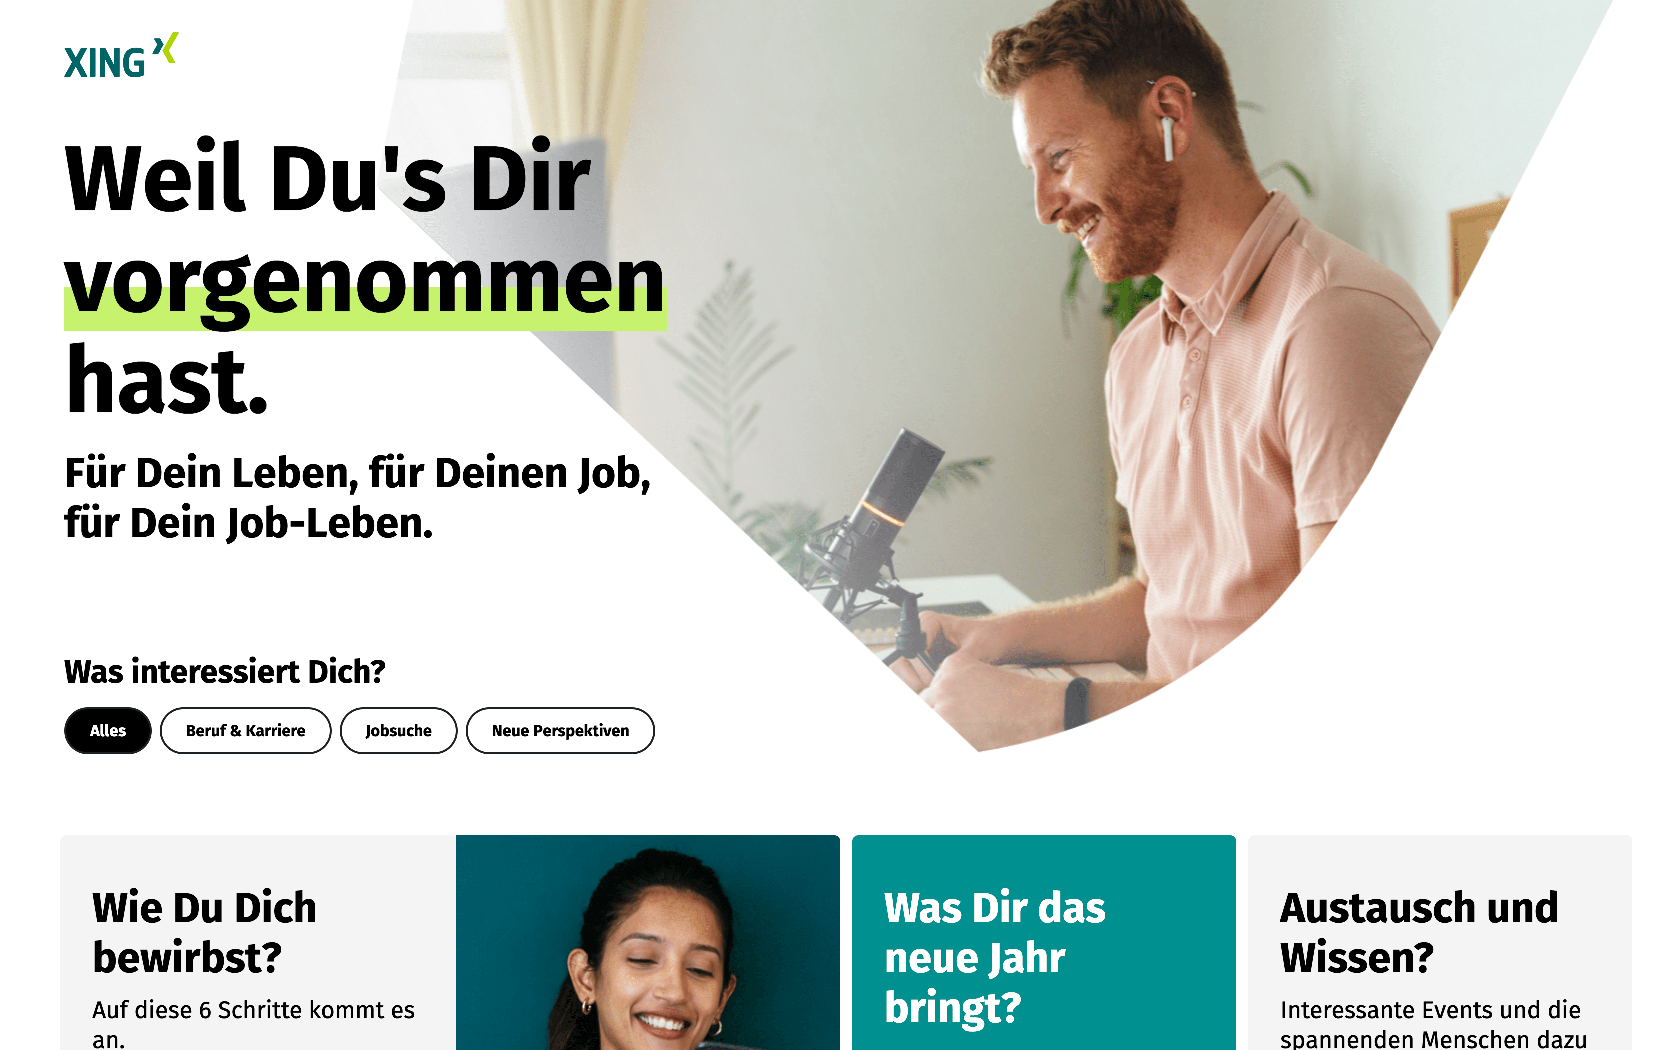 XING
Weil Du's Dir
vorgenommen
hast.
Für Dein Leben, für Deinen Job,
für Dein Job-Leben.
Was interessiert Dich?
Alles
Beruf & Karriere
Jobsuche
Neue Perspektiven
Wie Du Dich
bewirbst?
Auf diese 6 Schritte kommt es
an.
Was Dir das
neue Jahr
bringt?
Austausch und
Wissen?
Interessante Events und die
spannenden Menschen dazu